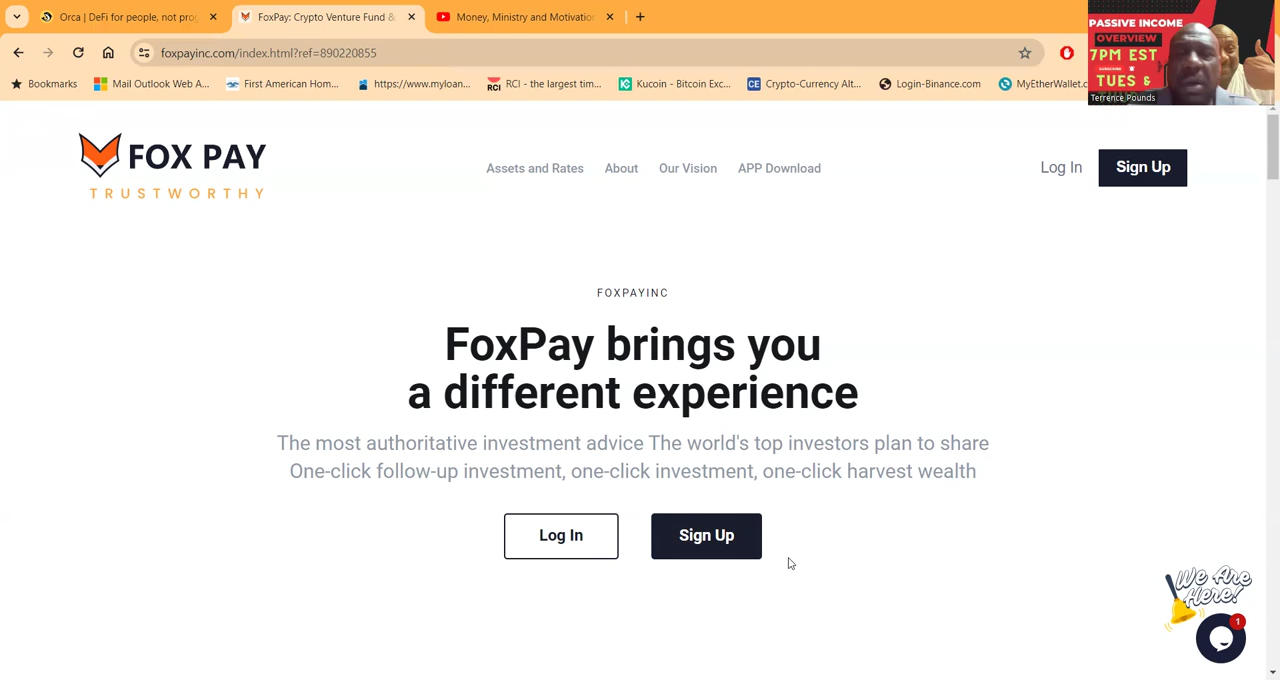 Orca | DeFi for people, not pro
FoxPay: Crypto Venture Fund &
Money, Ministry and Motivation
foxpayinc.com/index.html?ref=890220855
Bookmarks
Mail Outlook Web A...
First American Hom...
https://www.myloan...
RCI - the largest tim...
Kucoin - Bitcoin Exc...
CE
Crypto-Currency Alt...
Login-Binance.com
MyEtherWallet.c
PASSIVE INCOME
OVERVIEW
7PM EST
TUES &
Terrence Pounds
FOX PAY
TRUSTWORTHY
Assets and Rates
About
Our Vision
APP Download
Log In
Sign Up
FOXPAYINC
FoxPay brings you
a different experience
The most authoritative investment advice The world's top investors plan to share
One-click follow-up investment, one-click investment, one-click harvest wealth
Log In
Sign Up
We Are
Here!
1